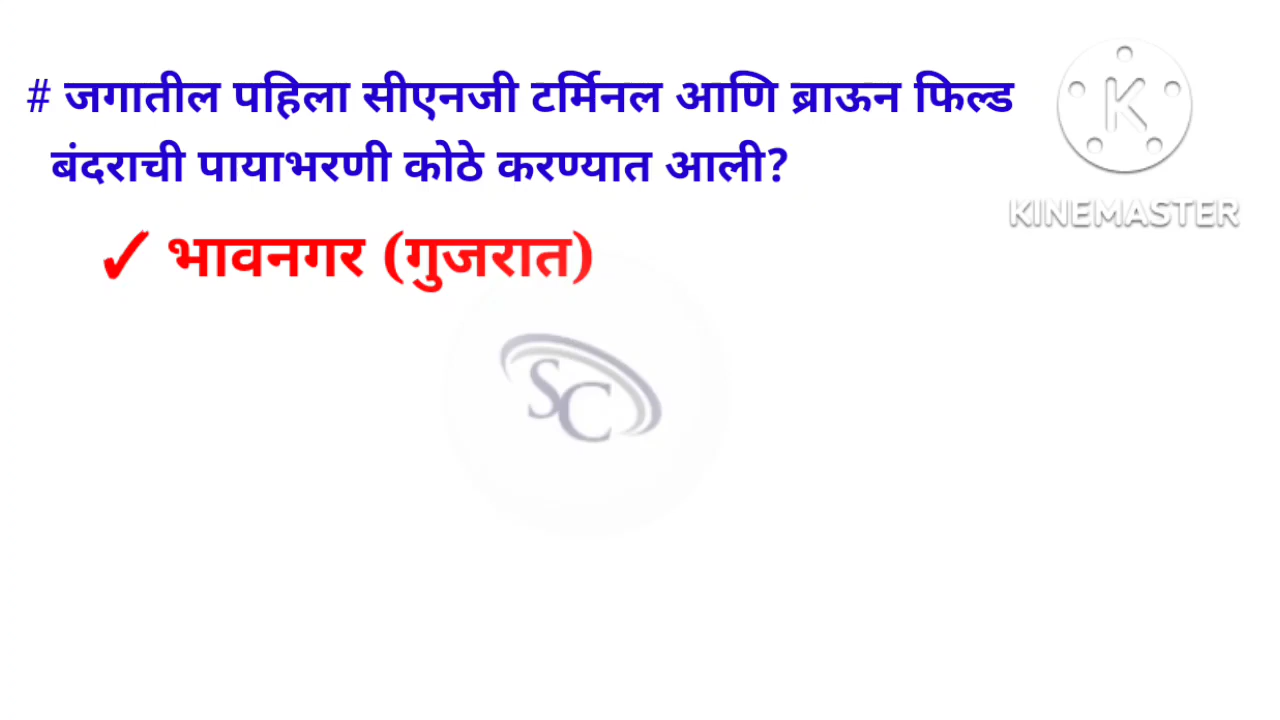 # जगातील पहिला सीएनजी टर्मिनल आणि ब्राऊन फिल्ड
बंदराची पायाभरणी कोठे करण्यात आली?
✓ भावनगर (गुजरात)
K
KINEMASTER
SC